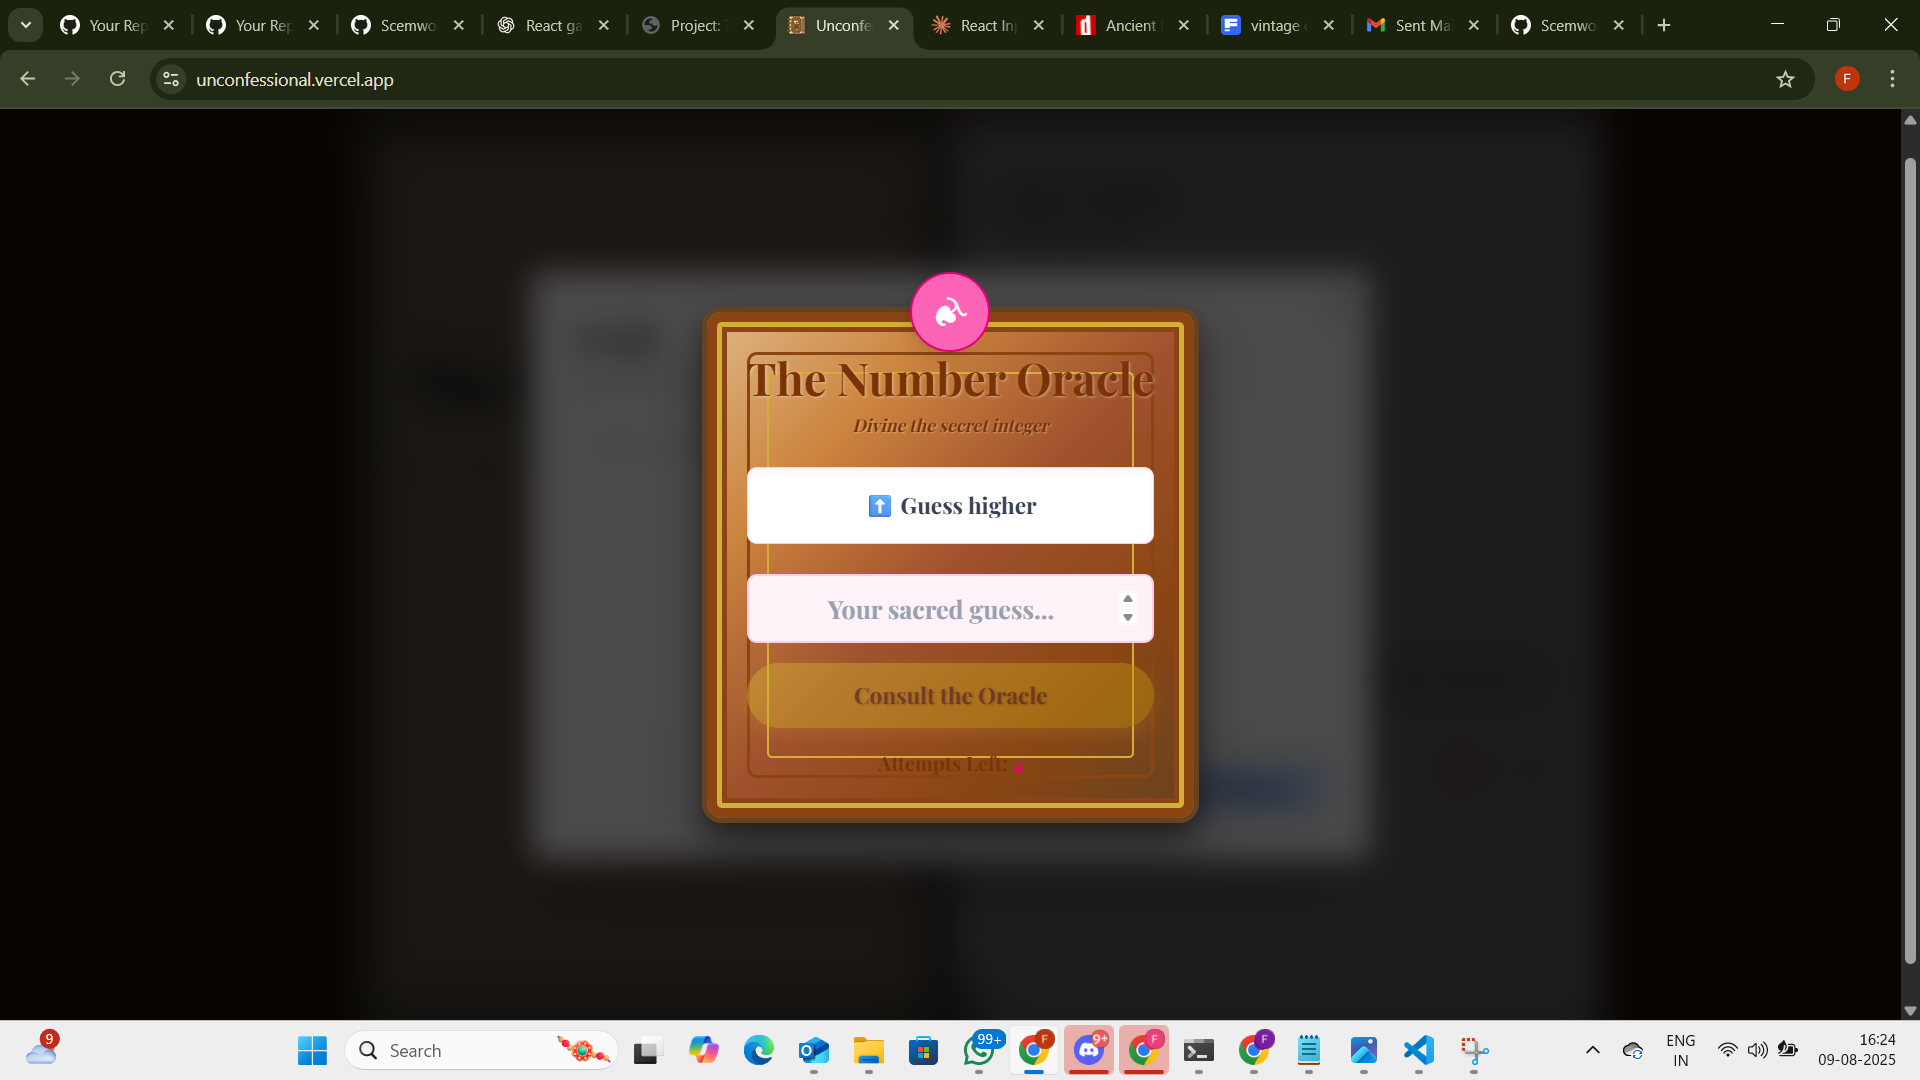 Your Rep
Your Rep
Scemwo
React ga
Project:
Unconfe
React In
Ancient
vintage
Sent Ma
Scemwo
unconfessional.vercel.app
F
The Number Oracle
Divine the secret integer
Guess higher
Your sacred guess...
Consult the Oracle
Attempts Left:
9
Search
99+
F
9+
F
F
ENG
IN
16:24
09-08-2025